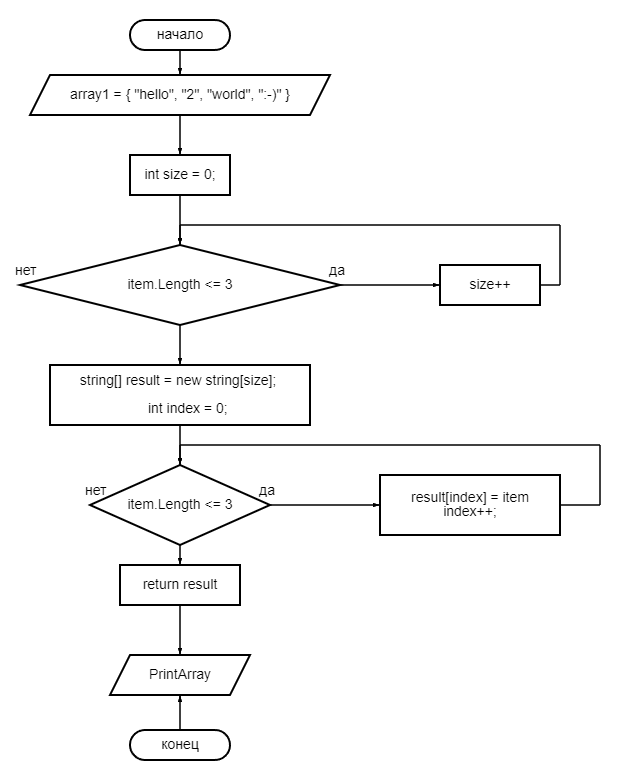 начало
array1 = { "hello", "2", "world", ":-)" }
int size = 0;
нет
да
item.Length <= 3
size++
string[] result = new string[size];
int index = 0;
нет
да
item.Length <= 3
result[index] = item
index++;
return result
PrintArray
конец